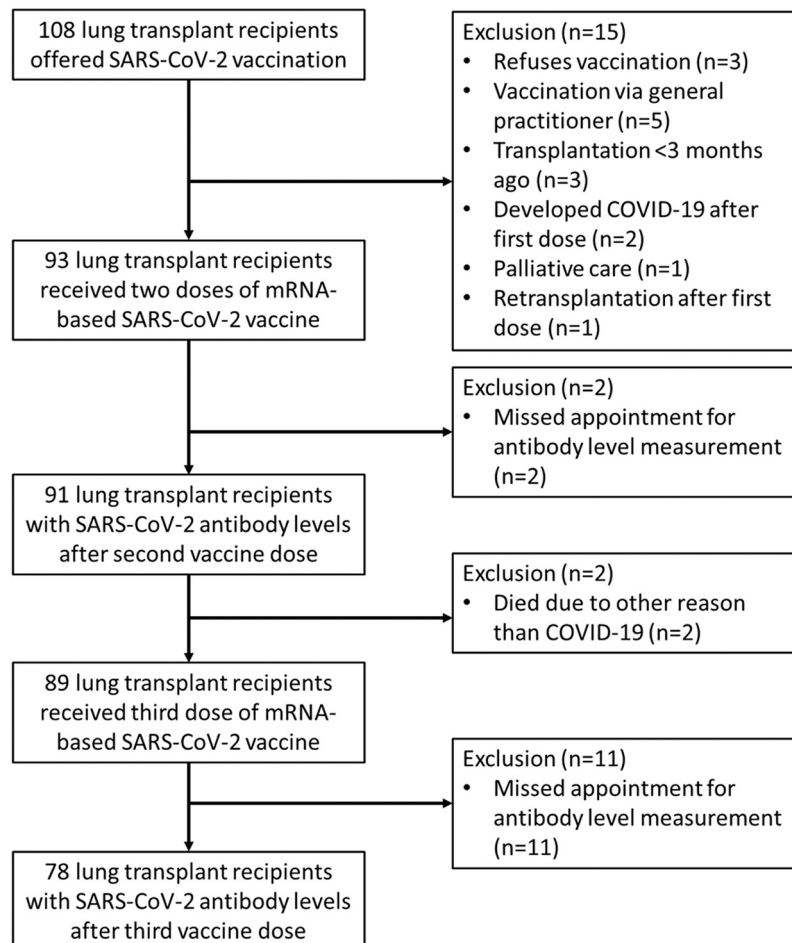 108 lung transplant recipients
offered SARS-CoV-2 vaccination
Exclusion (n=15)
• Refuses vaccination (n=3)
• Vaccination via general
practitioner (n=5)
• Transplantation <3 months
ago (n=3)
• Developed COVID-19 after
first dose (n=2)
• Palliative care (n=1)
• Retransplantation after first
dose (n=1)
93 lung transplant recipients
received two doses of mRNA-
based SARS-CoV-2 vaccine
Exclusion (n=2)
• Missed appointment for
antibody level measurement
(n=2)
91 lung transplant recipients
with SARS-CoV-2 antibody levels
after second vaccine dose
Exclusion (n=2)
• Died due to other reason
than COVID-19 (n=2)
89 lung transplant recipients
received third dose of mRNA-
based SARS-CoV-2 vaccine
Exclusion (n=11)
• Missed appointment for
antibody level measurement
(n=11)
78 lung transplant recipients
with SARS-CoV-2 antibody levels
after third vaccine dose